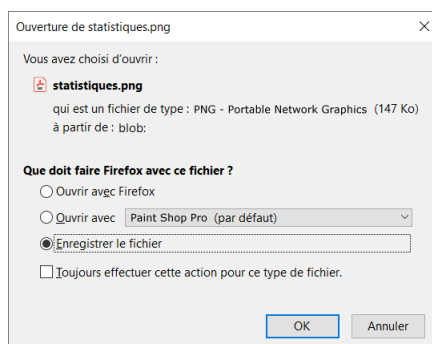 Ouverture de statistiques.png
Vous avez choisi d'ouvrir :
statistiques.png
qui est un fichier de type : PNG - Portable Network Graphics (147 Ko)
à partir de : blob:
Que doit faire Firefox avec ce fichier ?
Ouvrir avec Firefox
Ouvrir avec Paint Shop Pro (par défaut)
Enregistrer le fichier
Toujours effectuer cette action pour ce type de fichier.
OK Annuler